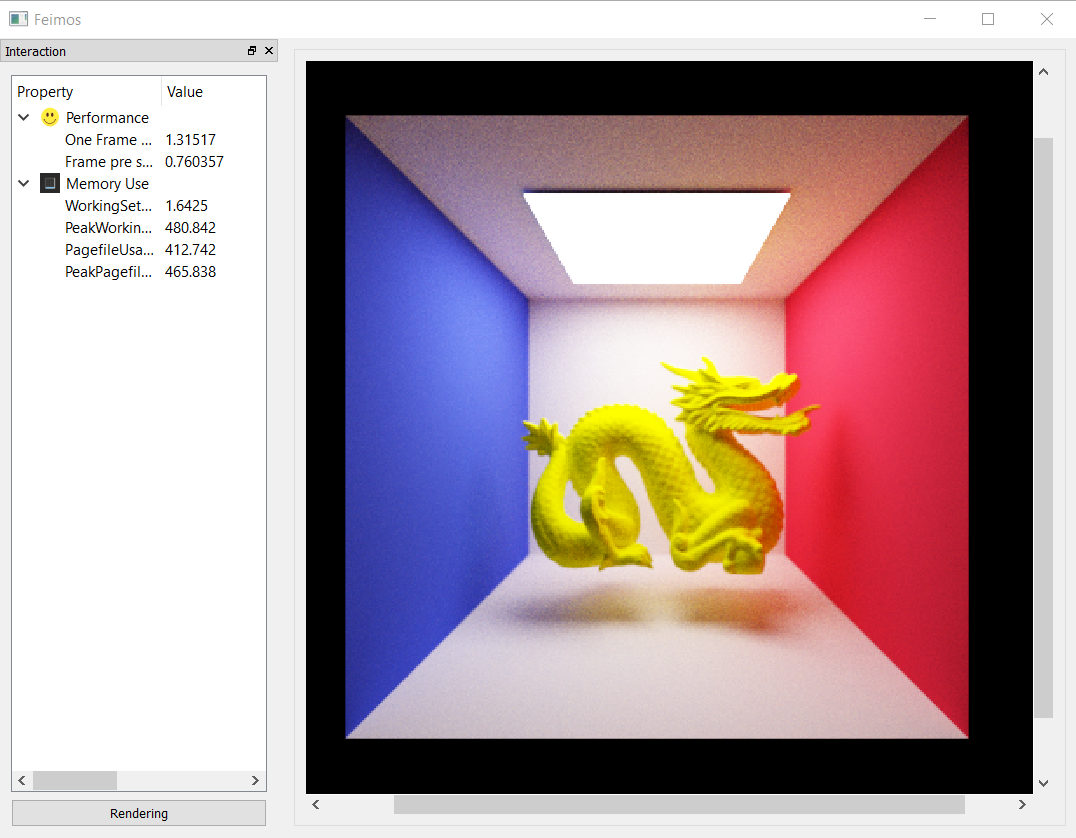 Feimos
Interaction
Property Value
Performance
One Frame ... 1.31517
Frame pre s... 0.760357
Memory Use
WorkingSet... 1.6425
PeakWorkin... 480.842
PagefileUsa... 412.742
PeakPagefil... 465.838
Rendering